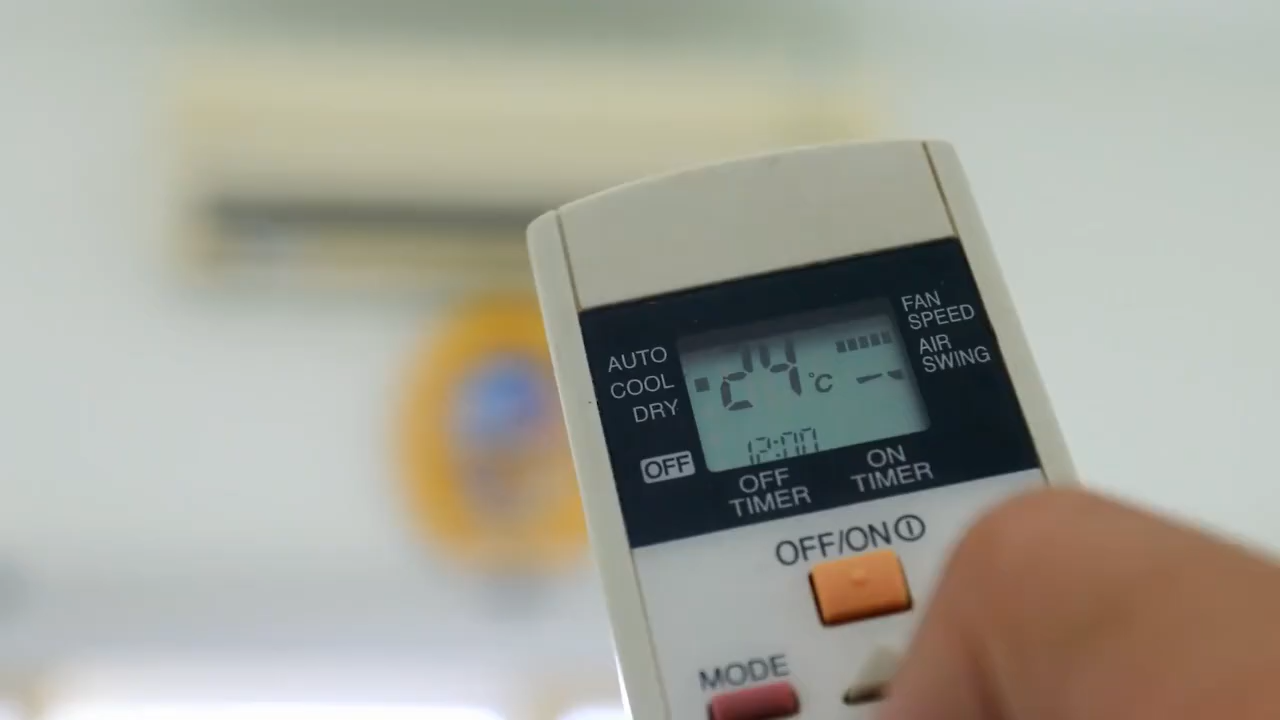 FAN
SPEED
AIR
SWING
AUTO
COOL
DRY
24°C
12:00
OFF
OFF
TIMER
ON
TIMER
OFF/ON
MODE